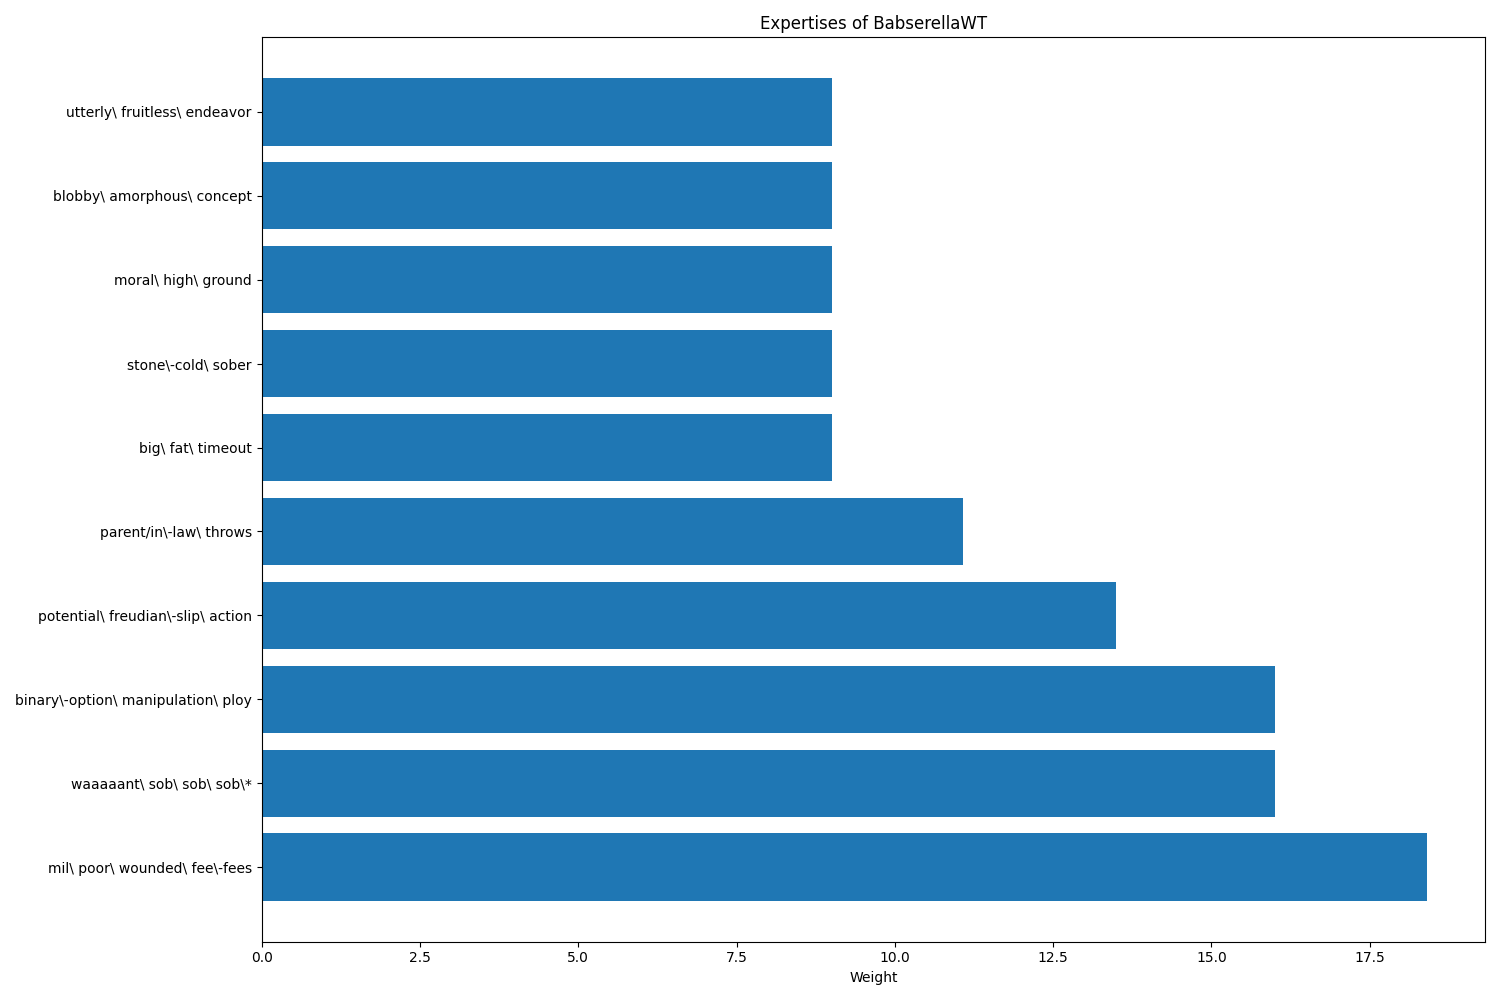 Expertises of BabserellaWT
utterly\ fruitless\ endeavor
blobby\ amorphous\ concept
moral\ high\ ground
stone\-cold\ sober
big\ fat\ timeout
parent/in\-law\ throws
potential\ freudian\-slip\ action
binary\-option\ manipulation\ ploy
waaaaant\ sob\ sob\ sob\*
mil\ poor\ wounded\ fee\-fees
0.0 2.5 5.0 7.5 10.0 12.5 15.0 17.5
Weight